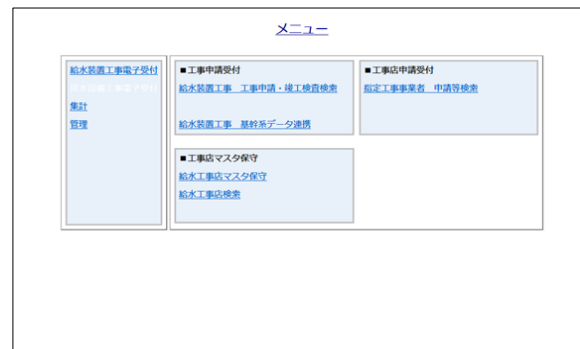 メニュー
給水装置工事電子受付
集計
管理
■工事申請受付
給水装置工事　工事申請・竣工検査検索
給水装置工事　基幹系データ連携
■工事店申請受付
指定工事事業者　申請等検索
■工事店マスタ保守
給水工事店マスタ保守
給水工事店検索